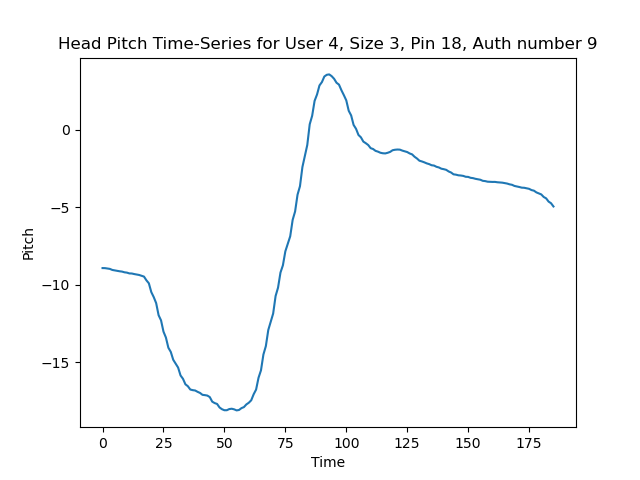 Head Pitch Time-Series for User 4, Size 3, Pin 18, Auth number 9
0
−5
−10
−15
Pitch
0 25 50 75 100 125 150 175
Time